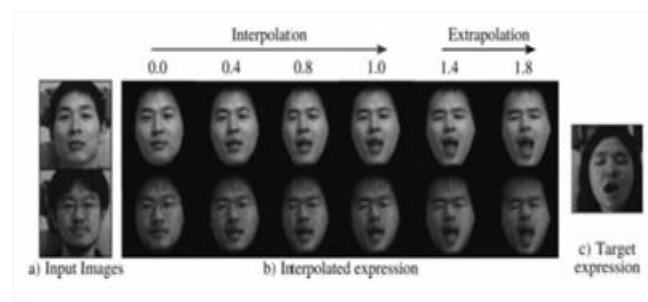 Interpolation Extrapolation
0.0 0.4 0.8 1.0 1.4 1.8
a) Input Images
b) Interpolated expression
c) Target
expression